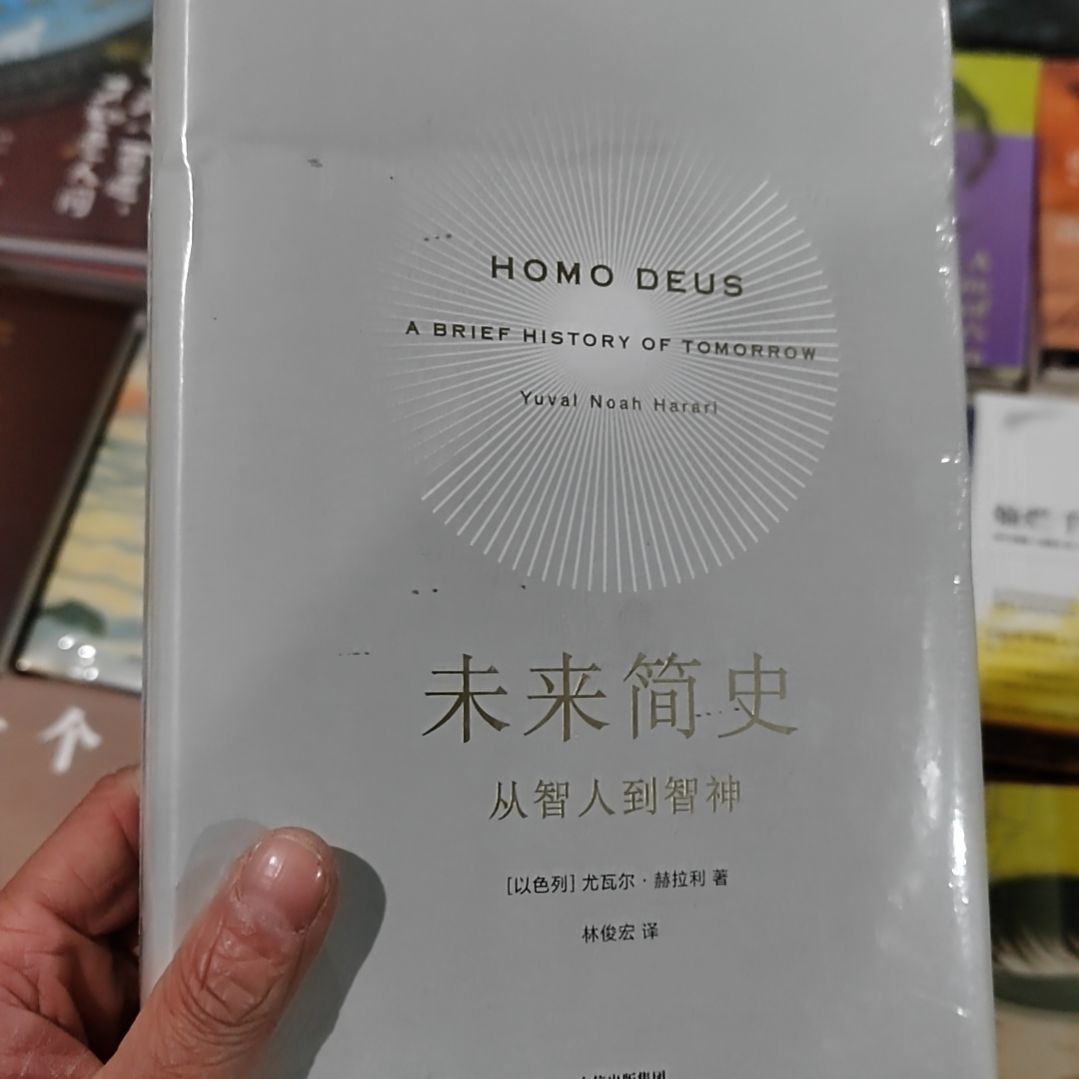 HOMO DEUS
A BRIEF HISTORY OF TOMORROW
Yuval Noah Harari
未来简史
从智人到智神
[以色列] 尤瓦尔·赫拉利 著
林俊宏 译